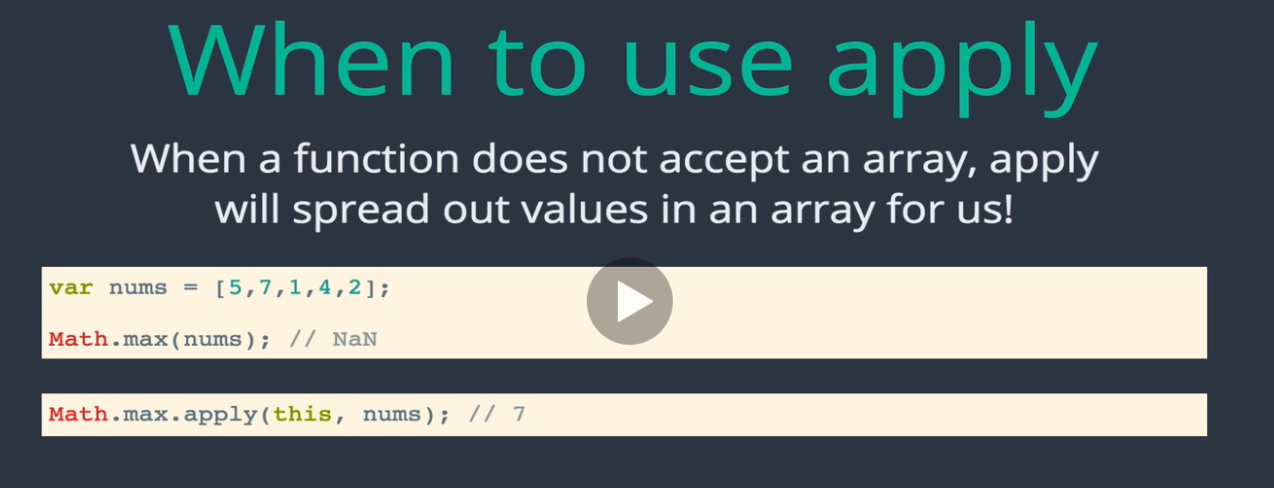 When to use apply
When a function does not accept an array, apply
will spread out values in an array for us!
var nums = [5,7,1,4,2];
Math.max(nums); // NaN
Math.max.apply(this, nums); // 7